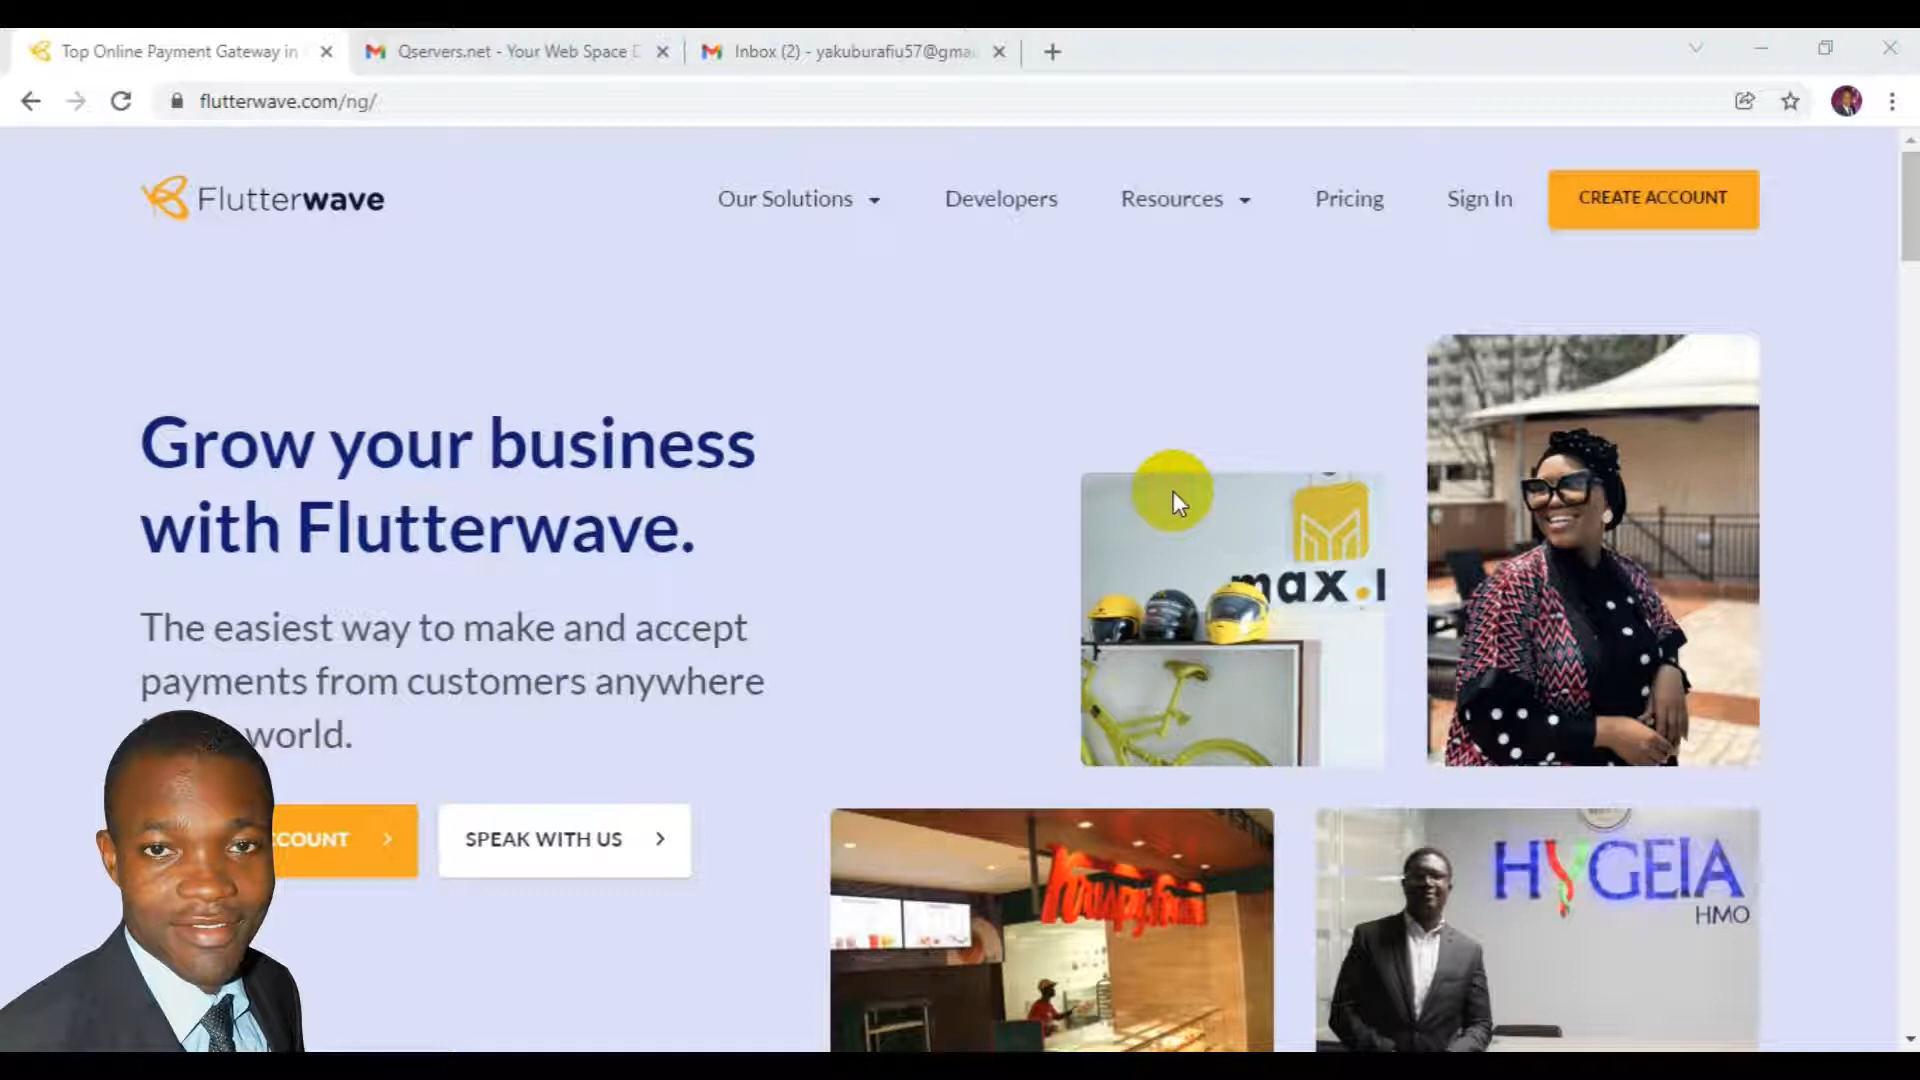 Top Online Payment Gateway in
Qservers.net - Your Web Space D
Inbox (2) - yakuburafiu57@gma
flutterwave.com/ng/
Flutterwave
Our Solutions
Developers
Resources
Pricing
Sign In
CREATE ACCOUNT
Grow your business
with Flutterwave.
The easiest way to make and accept
payments from customers anywhere
world.
COUNT
SPEAK WITH US
max.
Krispy Kreme
HYGEIA
HMO